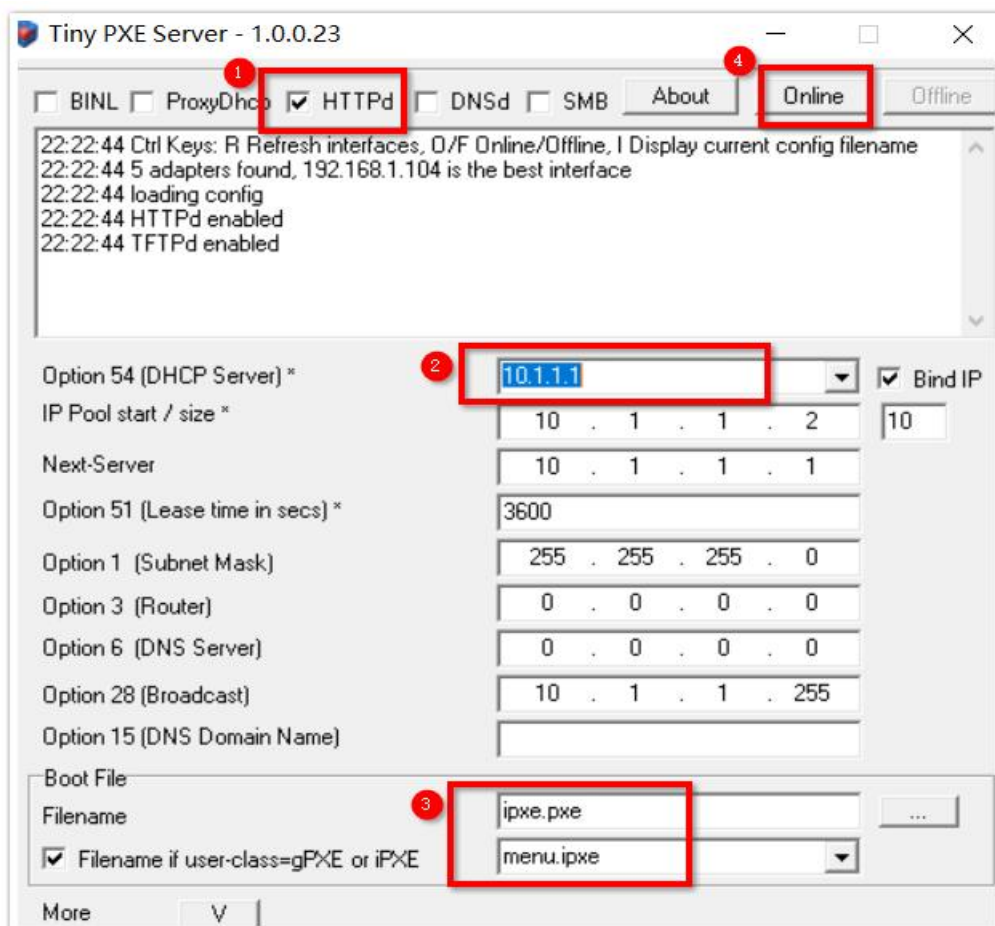 Tiny PXE Server - 1.0.0.23
1
4
BINL ProxyDhcp HTTPd DNSd SMB About Online Offline
22:22:44 Ctrl Keys: R Refresh interfaces, O/F Online/Offline, I Display current config filename
22:22:44 5 adapters found, 192.168.1.104 is the best interface
22:22:44 loading config
22:22:44 HTTPd enabled
22:22:44 TFTPd enabled
2
Option 54 (DHCP Server) * 10.1.1.1 Bind IP
IP Pool start / size * 10 . 1 . 1 . 2 10
Next-Server 10 . 1 . 1 . 1
Option 51 (Lease time in secs) * 3600
Option 1 (Subnet Mask) 255 . 255 . 255 . 0
Option 3 (Router) 0 . 0 . 0 . 0
Option 6 (DNS Server) 0 . 0 . 0 . 0
Option 28 (Broadcast) 10 . 1 . 1 . 255
Option 15 (DNS Domain Name)
Boot File
3
Filename ipxe.pxe ...
Filename if user-class=gPXE or iPXE menu.ipxe
More V